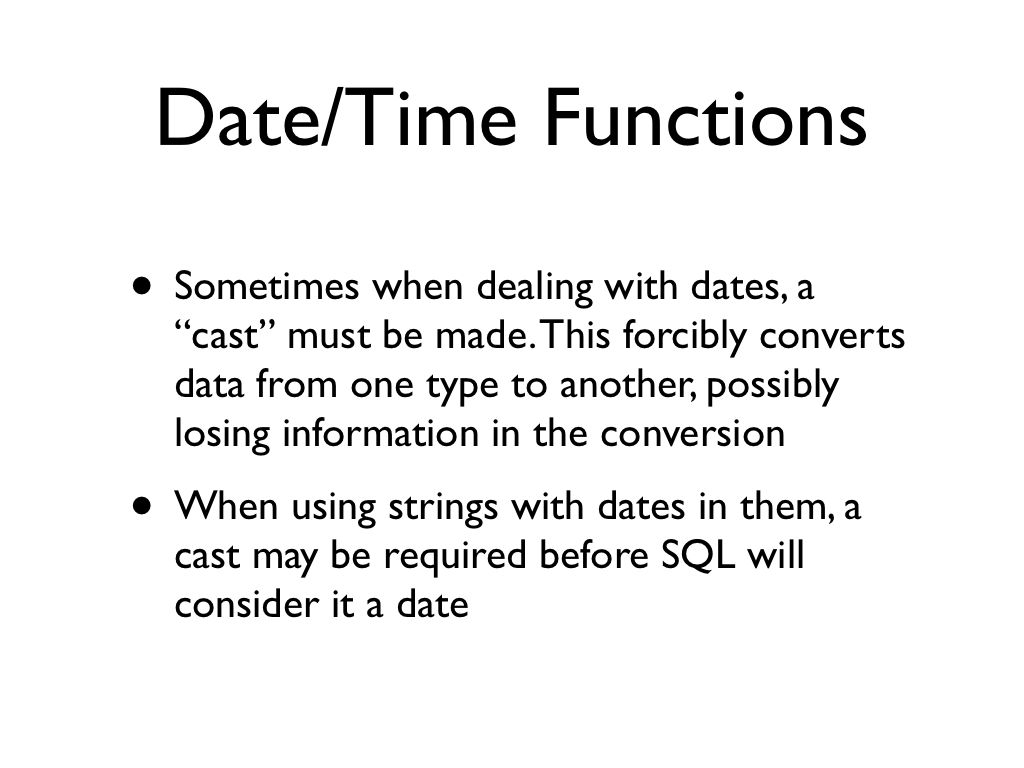 Date/Time Functions
• Sometimes when dealing with dates, a
“cast” must be made. This forcibly converts
data from one type to another, possibly
losing information in the conversion
• When using strings with dates in them, a
cast may be required before SQL will
consider it a date